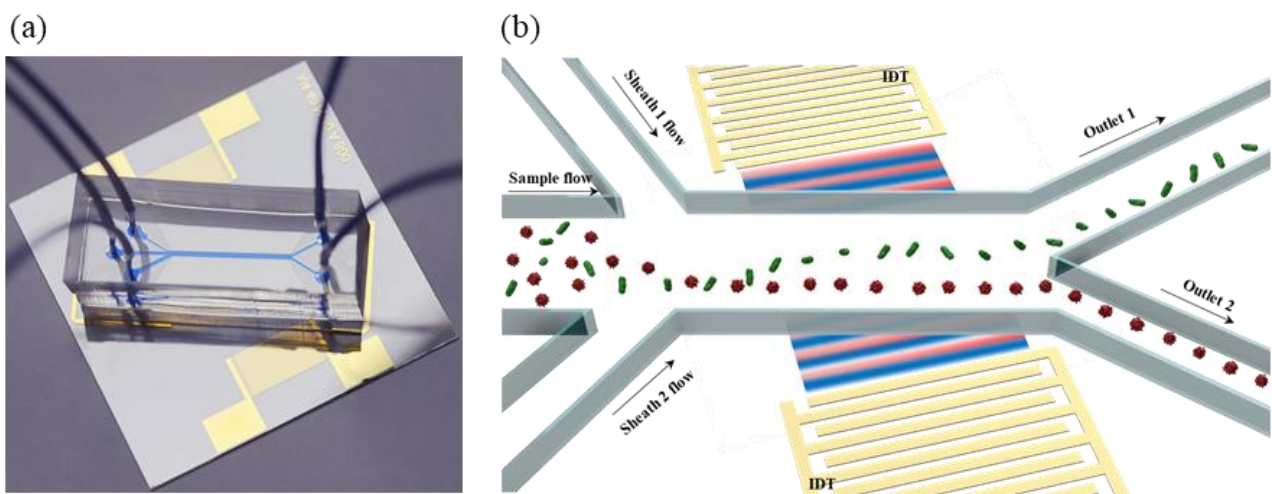 (a)
(b)
IDT
Sheath 1 flow
Outlet 1
Sample flow
Outlet 2
Sheath 2 flow
IDT